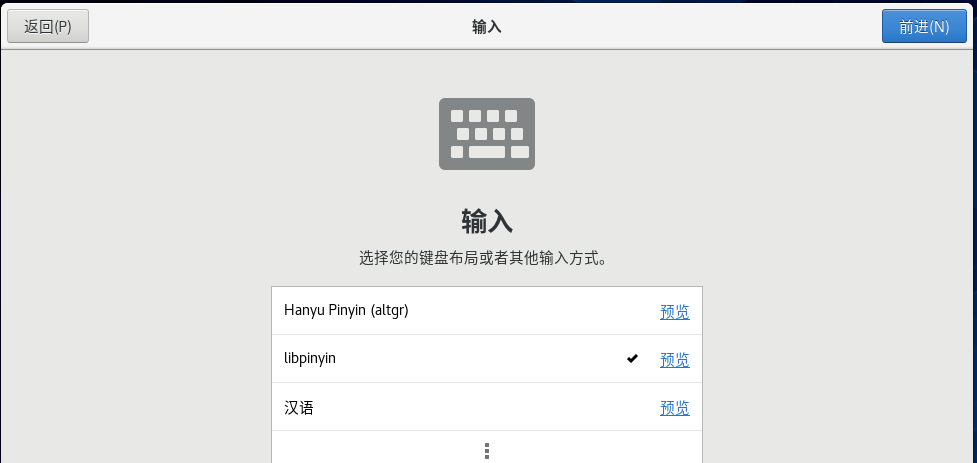 返回(P)
输入
前进(N)
输入
选择您的键盘布局或者其他输入方式。
Hanyu Pinyin (altgr)
预览
libpinyin
预览
汉语
预览